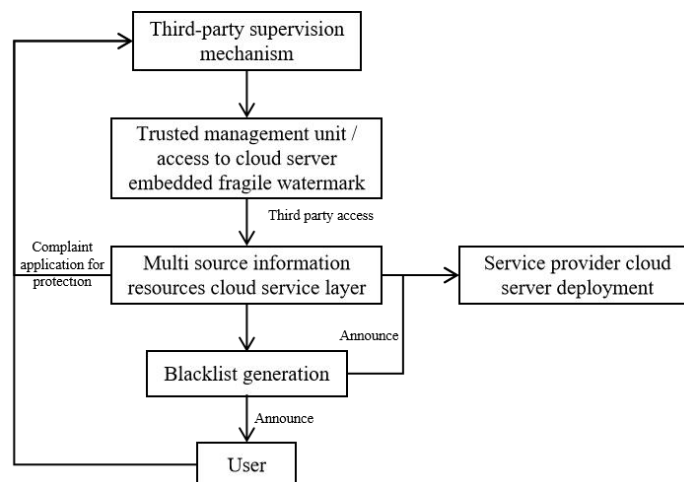 Third-party supervision
mechanism
Trusted management unit /
access to cloud server
embedded fragile watermark
Third party access
Complaint
application for
protection
Multi source information
resources cloud service layer
Service provider cloud
server deployment
Announce
Blacklist generation
Announce
User